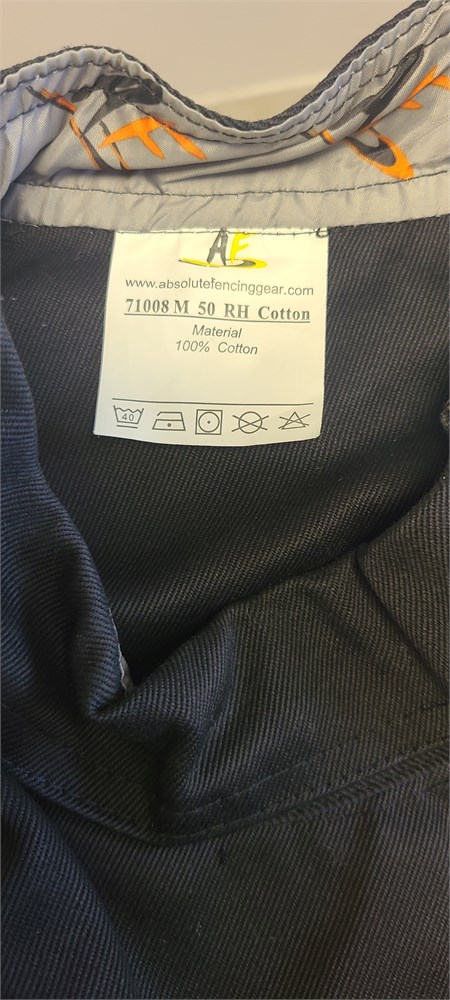 AF
www.absolutefencinggear.com
71008 M 50 RH Cotton
Material
100% Cotton
40